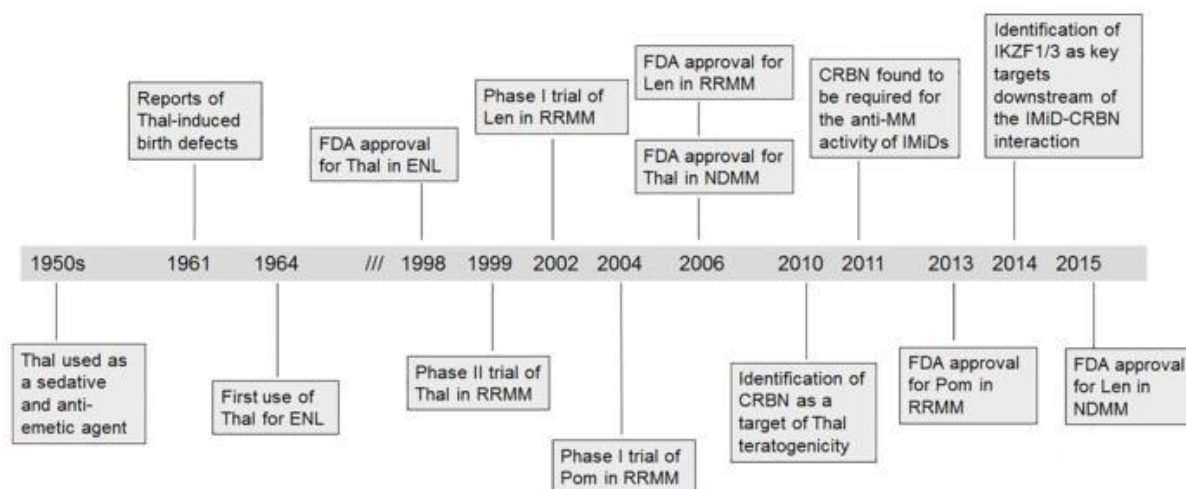 Reports of
Thal-induced
birth defects
FDA approval
for Thal in ENL
Phase I trial of
Len in RRMM
FDA approval for
Len in RRMM
FDA approval for
Thal in NDMM
CRBN found to
be required for
the anti-MM
activity of IMiDs
Identification of
IKZF1/3 as key
targets
downstream of
the IMiD-CRBN
interaction
1950s 1961 1964 /// 1998 1999 2002 2004 2006 2010 2011 2013 2014 2015
Thal used as
a sedative
and anti-
emetic agent
First use of
Thal for ENL
Phase II trial of
Thal in RRMM
Phase I trial of
Pom in RRMM
Identification of
CRBN as a
target of Thal
teratogenicity
FDA approval
for Pom in
RRMM
FDA approval
for Len in
NDMM